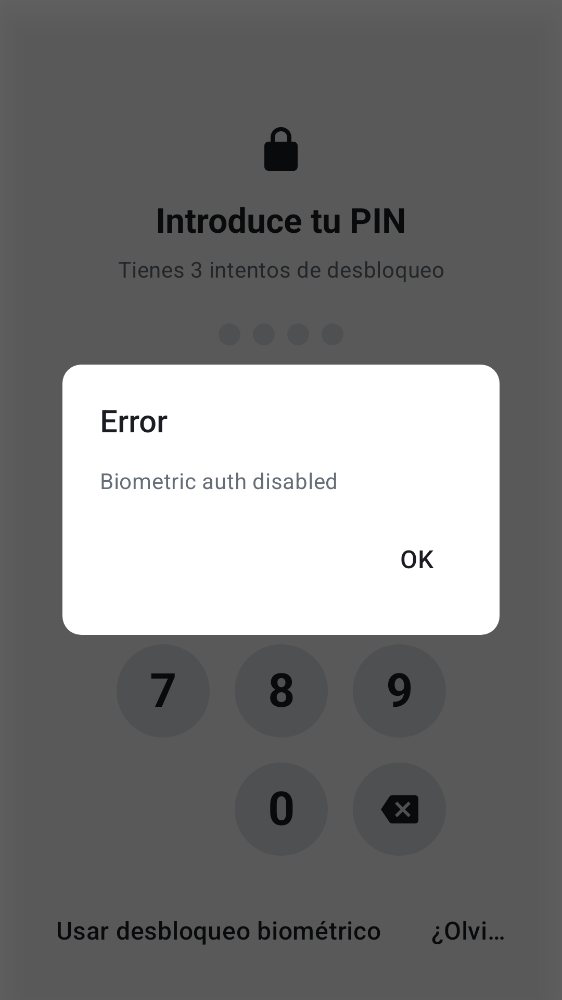 Introduce tu PIN
Tienes 3 intentos de desbloqueo
Error
Biometric auth disabled
OK
7 8 9
0
Usar desbloqueo biométrico ¿Olvi…